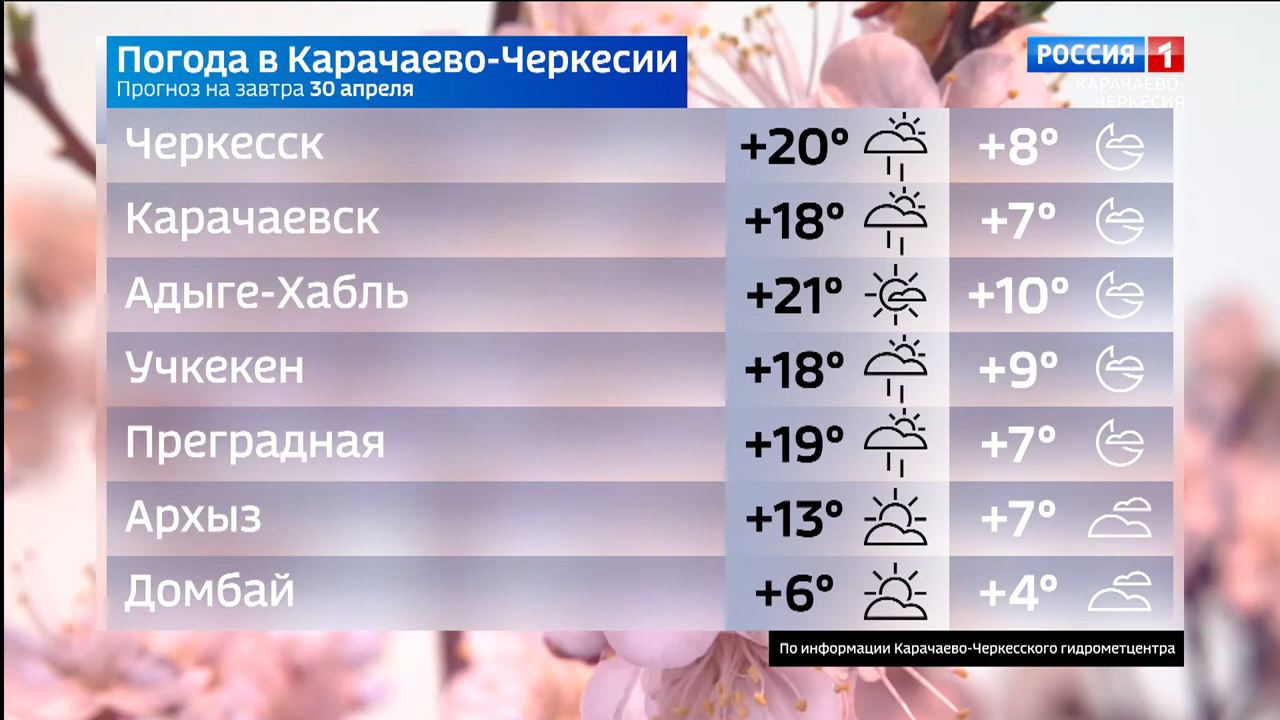 Погода в Карачаево-Черкесии
Прогноз на завтра 30 апреля
РОССИЯ 1
КАРАЧАЕВО-
ЧЕРКЕСИЯ
Черкесск +20° +8°
Карачаевск +18° +7°
Адыге-Хабль +21° +10°
Учкекен +18° +9°
Преградная +19° +7°
Архыз +13° +7°
Домбай +6° +4°
По информации Карачаево-Черкесского гидрометцентра